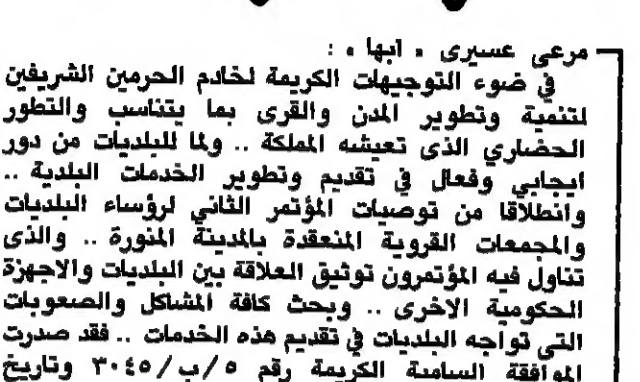 مرعى عسيرى « ابها » :
في ضوء التوجيهات الكريمة لخادم الحرمين الشريفين
لتنمية وتطوير المدن والقرى بما يتناسب والتطور
الحضاري الذى تعيشه المملكة .. ولما للبلديات من دور
ايجابي وفعال في تقديم وتطوير الخدمات البلدية ..
وانطلاقا من توصيات المؤتمر الثاني لرؤساء البلديات
والمجمعات القروية المنعقدة بالمدينة المنورة .. والذى
تناول فيه المؤتمرون توثيق العلاقة بين البلديات والاجهزة
الحكومية الاخرى .. وبحث كافة المشاكل والصعوبات
التي تواجه البلديات في تقديم هذه الخدمات .. فقد صدرت
الموافقة السامية الكريمة رقم ٥/ب/٣٠٤٥ وتاريخ